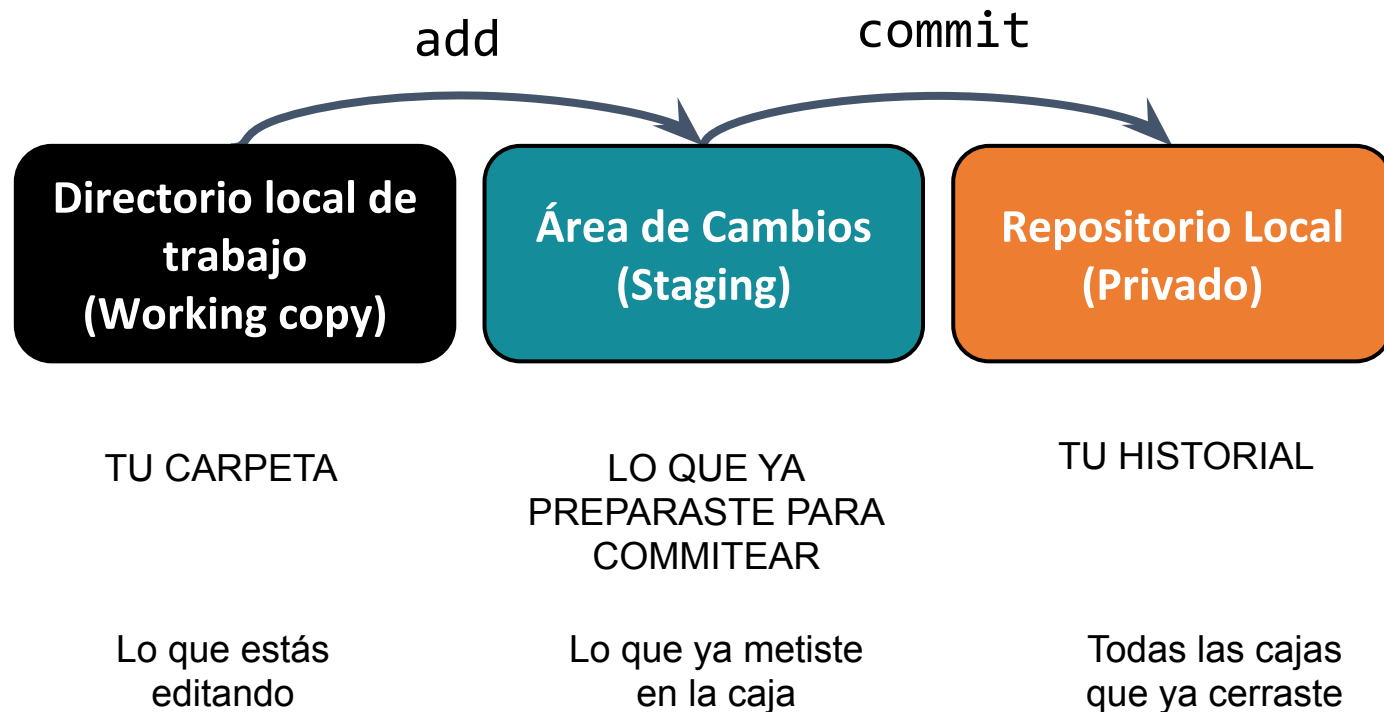 add
commit
Directorio local de
trabajo
(Working copy)
Área de Cambios
(Staging)
Repositorio Local
(Privado)
TU CARPETA
LO QUE YA
PREPARASTE PARA
COMMITEAR
TU HISTORIAL
Lo que estás
editando
Lo que ya metiste
en la caja
Todas las cajas
que ya cerraste